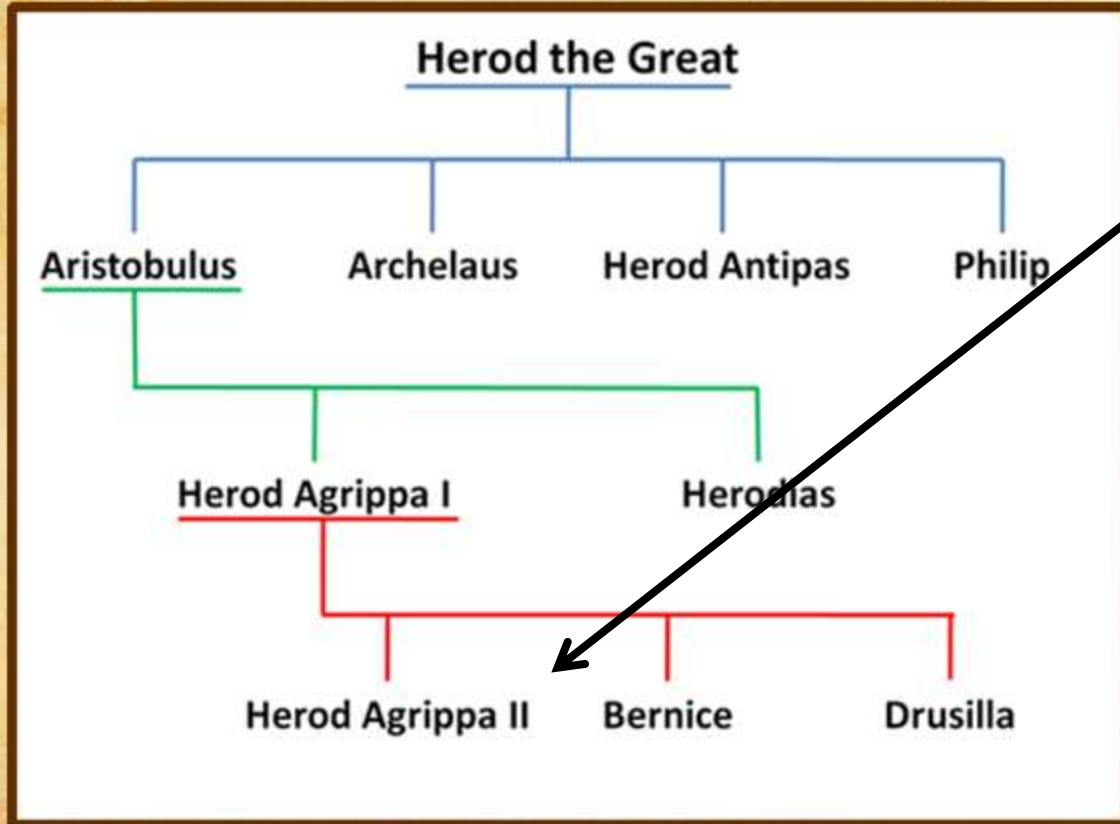 Herod the Great
Aristobulus Archelaus Herod Antipas Philip
Herod Agrippa I Herodias
Herod Agrippa II Bernice Drusilla